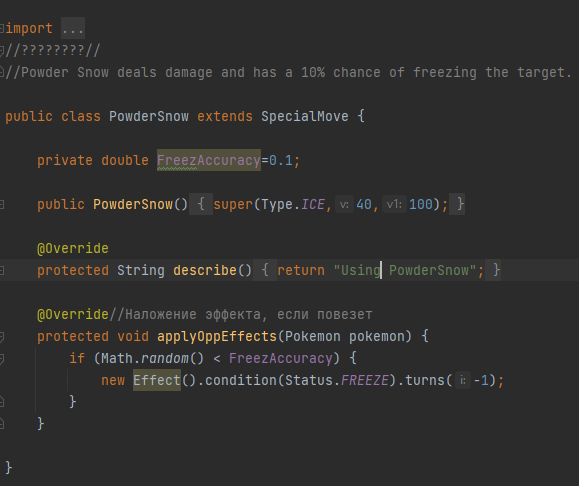 import ...
//????????//
//Powder Snow deals damage and has a 10% chance of freezing the target.
public class PowderSnow extends SpecialMove {
private double FreezAccuracy=0.1;
public PowderSnow() { super(Type.ICE, v: 40, v1: 100); }
@Override
protected String describe() { return "Using PowderSnow"; }
@Override//Наложение эффекта, если повезет
protected void applyOppEffects(Pokemon pokemon) {
if (Math.random() < FreezAccuracy) {
new Effect().condition(Status.FREEZE).turns( i: -1);
}
}
}